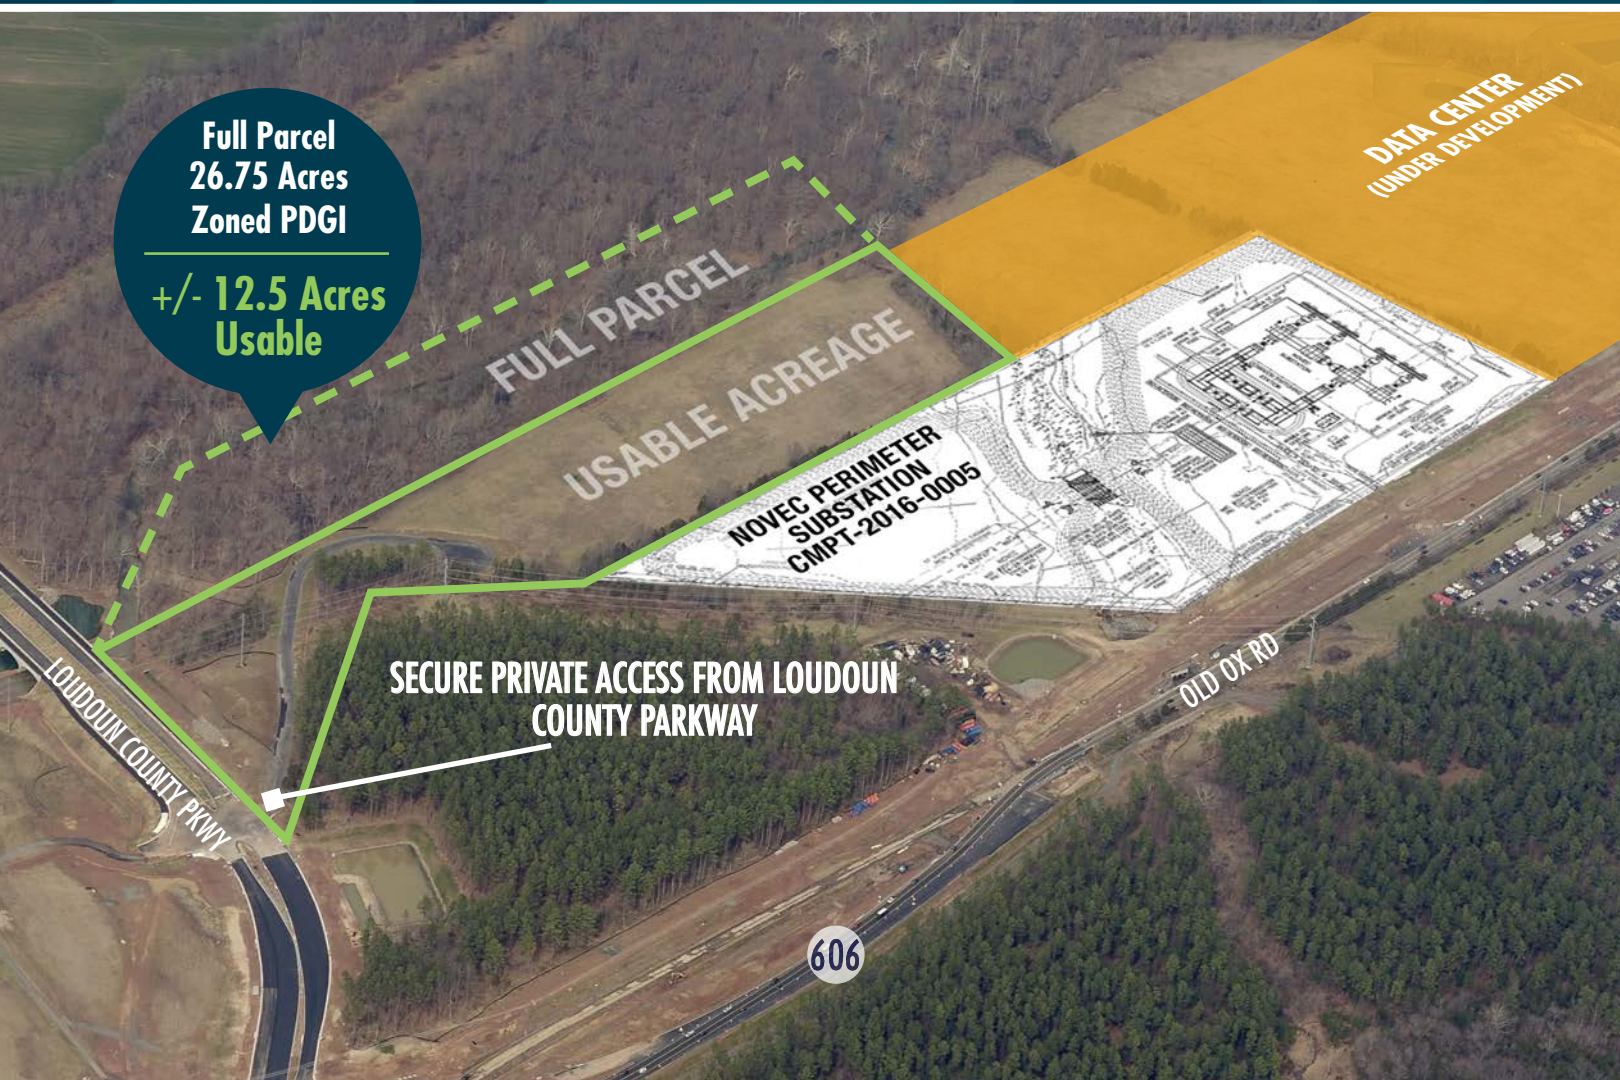 Full Parcel
26.75 Acres
Zoned PDGI
+/- 12.5 Acres
Usable
DATA CENTER
(UNDER DEVELOPMENT)
FULL PARCEL
USABLE ACREAGE
NOVEC PERIMETER
SUBSTATION
CMPT-2016-0005
SECURE PRIVATE ACCESS FROM LOUDOUN
COUNTY PARKWAY
LOUDOUN COUNTY PKWY
OLD OX RD
606